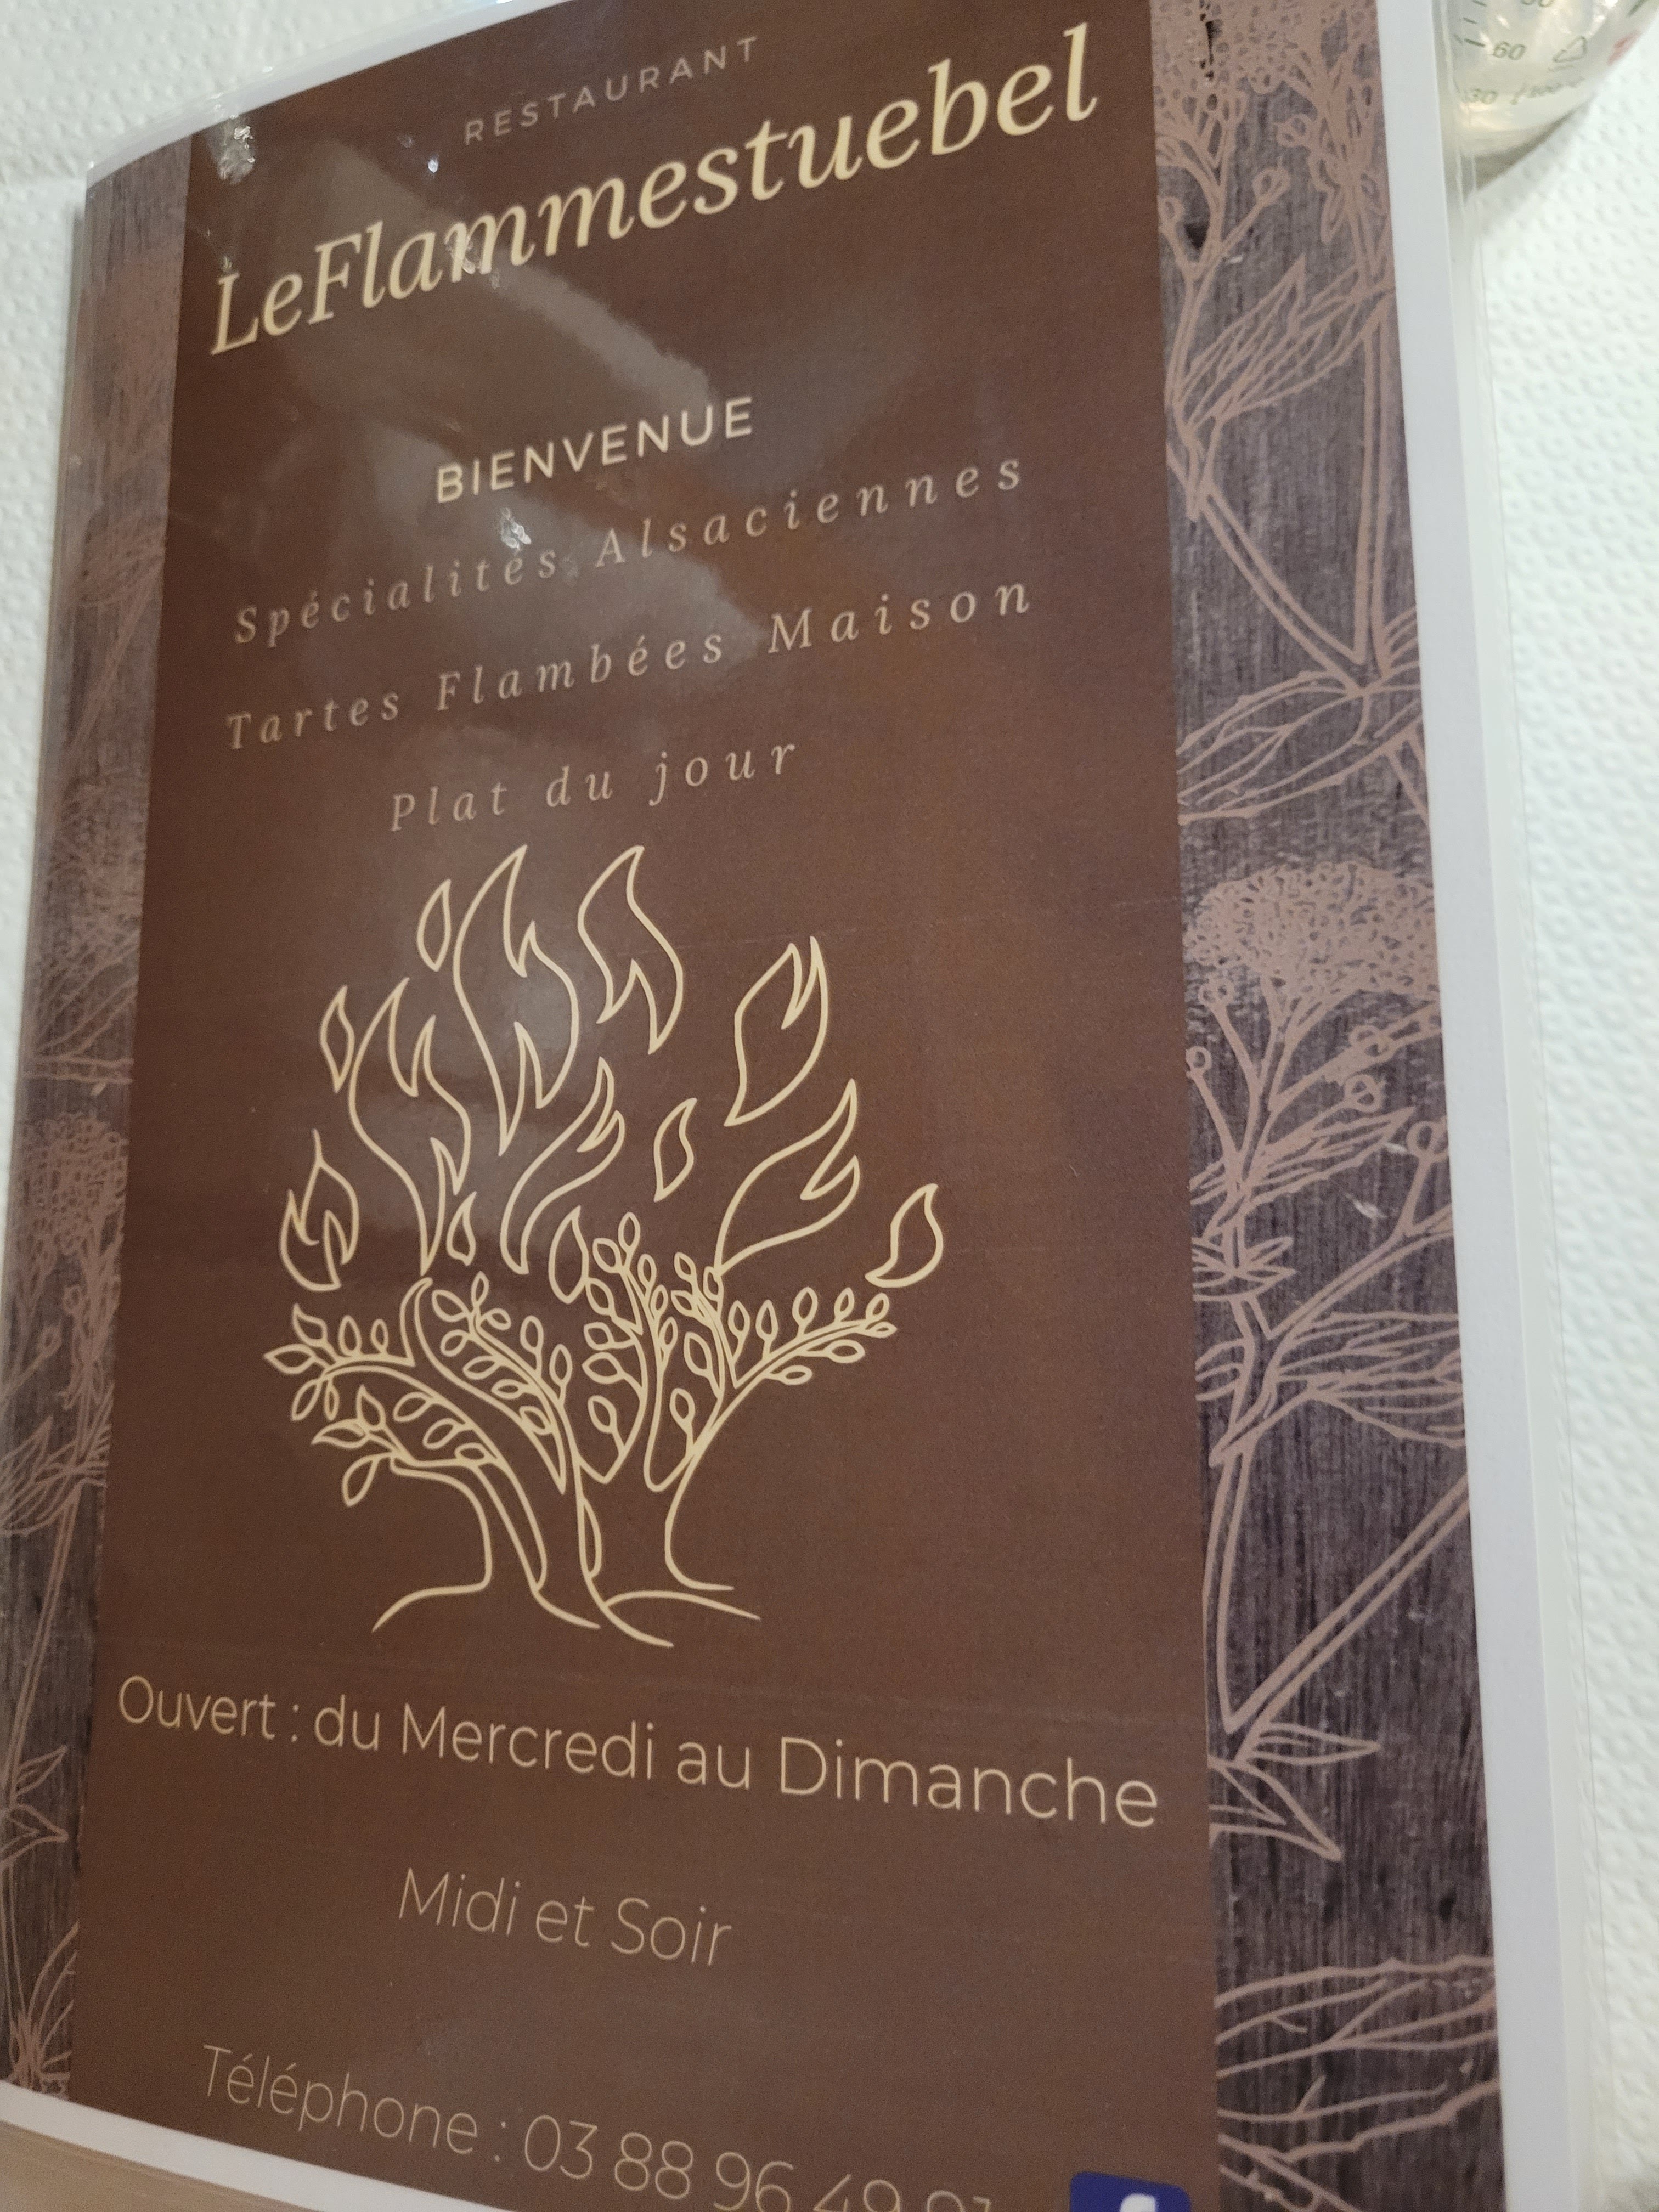 RESTAURANT
LeFlammestuebel
BIENVENUE
Spécialités Alsaciennes
Tartes Flambées Maison
Plat du jour
Ouvert : du Mercredi au Dimanche
Midi et Soir
Téléphone : 03 88 96 49
60